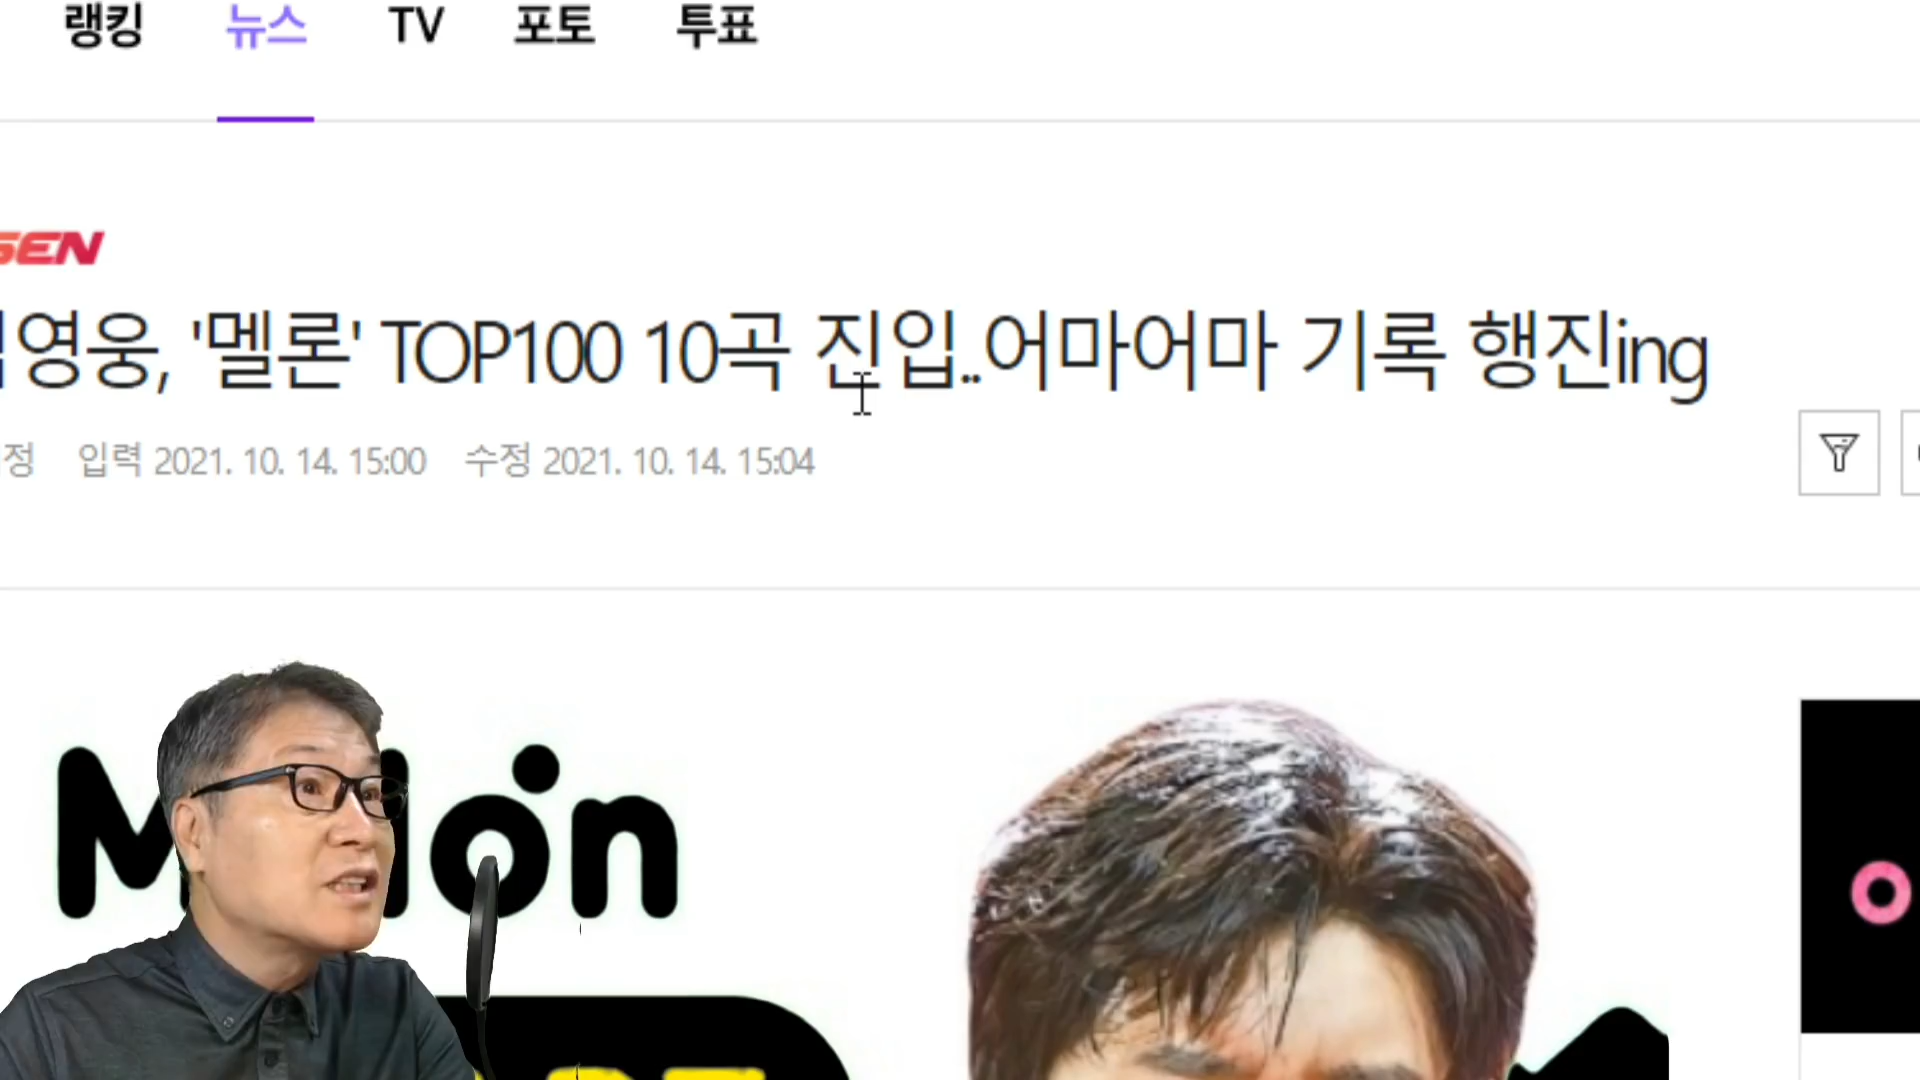 랭킹 뉴스 TV 포토 투표
SEN
영웅, '멜론' TOP100 10곡 진입..어마어마 기록 행진ing
정 입력 2021. 10. 14. 15:00 수정 2021. 10. 14. 15:04